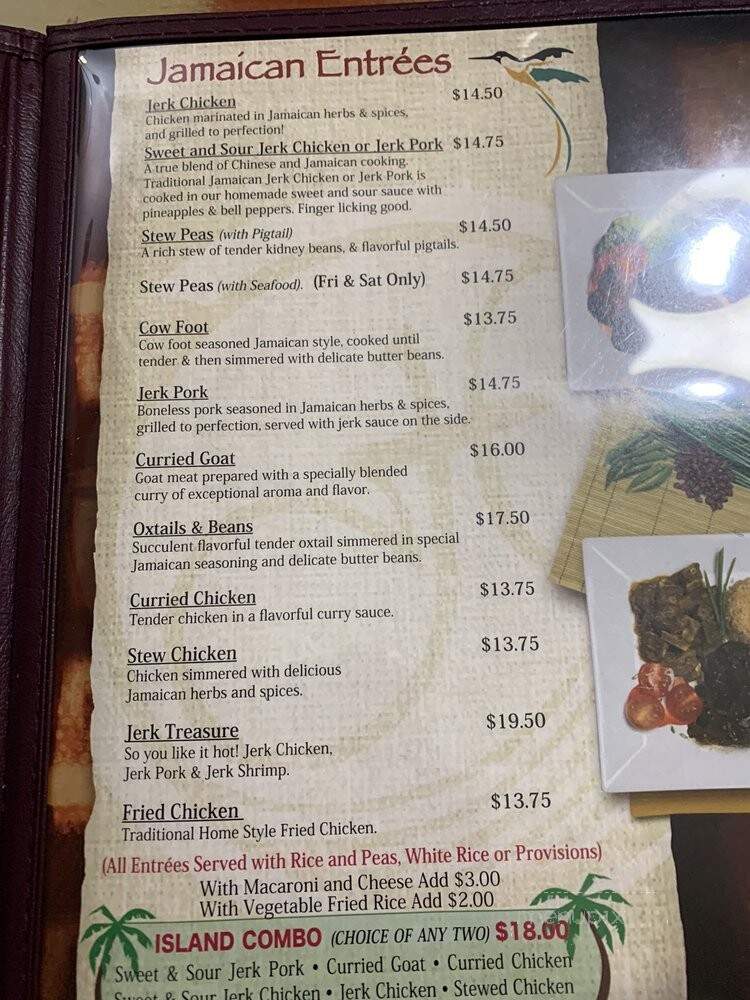 Jamaican Entrées
Jerk Chicken $14.50
Chicken marinated in Jamaican herbs & spices,
and grilled to perfection!
Sweet and Sour Jerk Chicken or Jerk Pork $14.75
A true blend of Chinese and Jamaican cooking.
Traditional Jamaican Jerk Chicken or Jerk Pork is
cooked in our homemade sweet and sour sauce with
pineapples & bell peppers. Finger licking good.
Stew Peas (with Pigtail) $14.50
A rich stew of tender kidney beans, & flavorful pigtails.
Stew Peas (with Seafood). (Fri & Sat Only) $14.75
Cow Foot $13.75
Cow foot seasoned Jamaican style, cooked until
tender & then simmered with delicate butter beans.
Jerk Pork $14.75
Boneless pork seasoned in Jamaican herbs & spices,
grilled to perfection, served with jerk sauce on the side.
Curried Goat $16.00
Goat meat prepared with a specially blended
curry of exceptional aroma and flavor.
Oxtails & Beans $17.50
Succulent flavorful tender oxtail simmered in special
Jamaican seasoning and delicate butter beans.
Curried Chicken $13.75
Tender chicken in a flavorful curry sauce.
Stew Chicken $13.75
Chicken simmered with delicious
Jamaican herbs and spices.
Jerk Treasure $19.50
So you like it hot! Jerk Chicken,
Jerk Pork & Jerk Shrimp.
Fried Chicken $13.75
Traditional Home Style Fried Chicken.
(All Entrées Served with Rice and Peas, White Rice or Provisions)
With Macaroni and Cheese Add $3.00
With Vegetable Fried Rice Add $2.00
ISLAND COMBO (CHOICE OF ANY TWO) $18.00
Sweet & Sour Jerk Pork • Curried Goat • Curried Chicken
Sweet & Sour Jerk Chicken • Jerk Chicken • Stewed Chicken